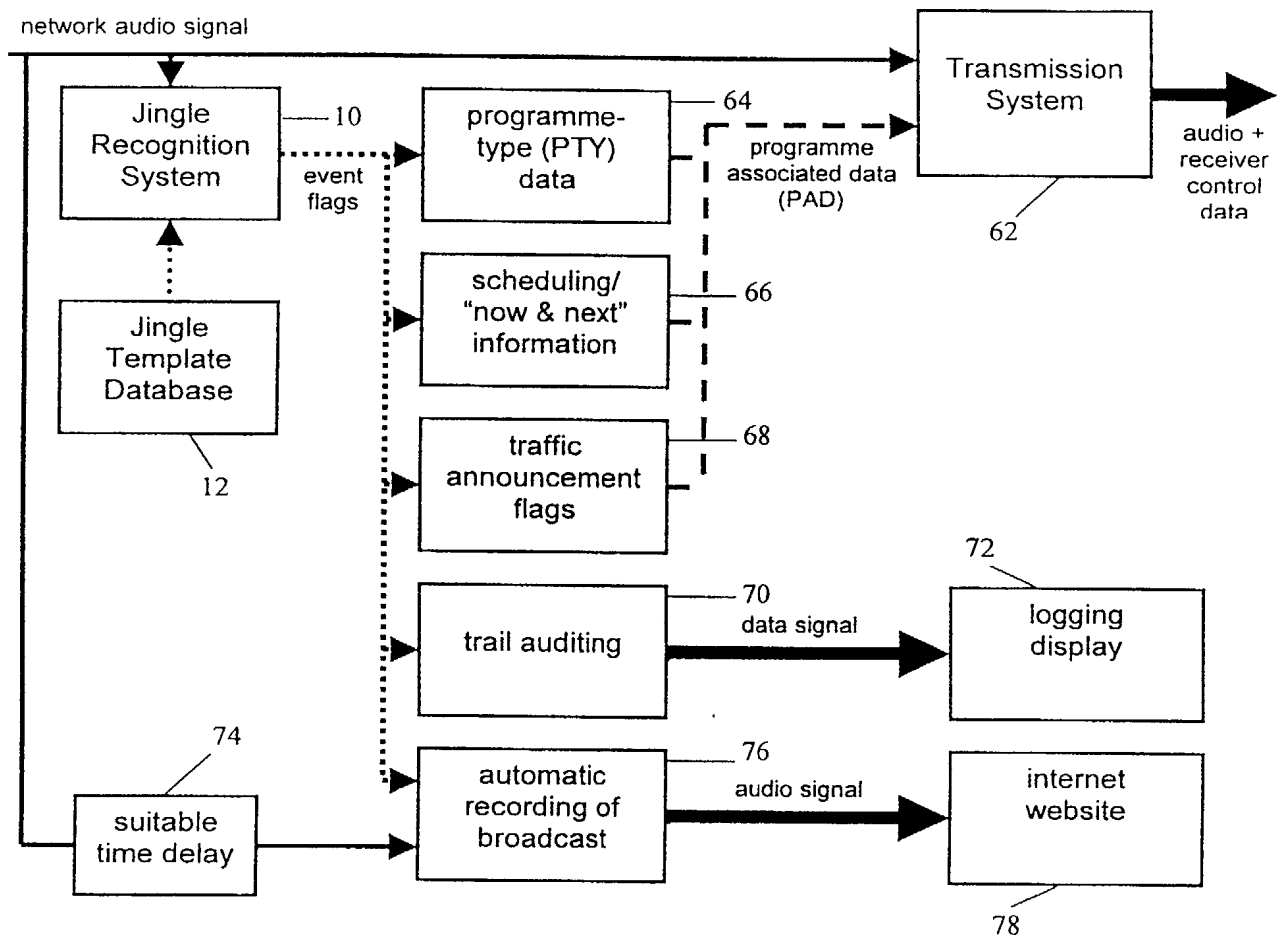 network audio signal
Jingle
Recognition
System
10
event
flags
programme-
type (PTY)
data
64
programme
associated data
(PAD)
Transmission
System
62
audio +
receiver
control
data
Jingle
Template
Database
12
scheduling/
“now & next”
information
66
traffic
announcement
flags
68
trail auditing
70
data signal
72
logging
display
74
suitable
time delay
automatic
recording of
broadcast
76
audio signal
internet
website
78